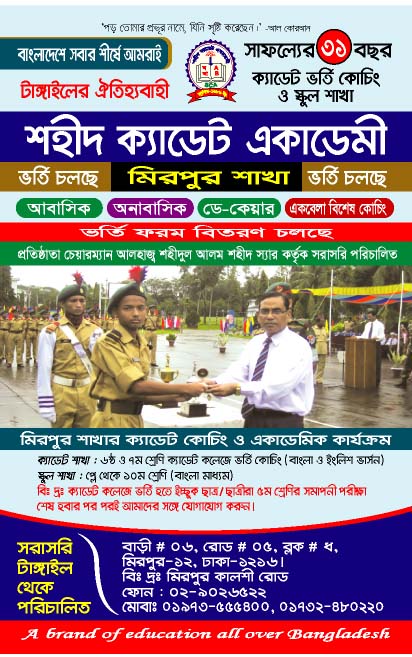 ‘পড় তোমার প্রভূর নামে, যিনি সৃষ্টি করেছেন।’ -আল কোরআন
বাংলাদেশে সবার শীর্ষে আমরাই
টাঙ্গাইলের ঐতিহ্যবাহী
সাফল্যের ৩১ বছর
ক্যাডেট ভর্তি কোচিং
ও স্কুল শাখা
শহীদ ক্যাডেট একাডেমী
ভর্তি চলছে মিরপুর শাখা ভর্তি চলছে
আবাসিক অনাবাসিক ডে-কেয়ার একবেলা বিশেষ কোচিং
ভর্তি ফরম বিতরণ চলছে
প্রতিষ্ঠাতা চেয়ারম্যান আলহাজ্ব শহীদুল আলম শহীদ স্যার কর্তৃক সরাসরি পরিচালিত
মিরপুর শাখার ক্যাডেট কোচিং ও একাডেমিক কার্যক্রম
ক্যাডেট শাখা : ৬ষ্ঠ ও ৭ম শ্রেণি ক্যাডেট কলেজে ভর্তি কোচিং (বাংলা ও ইংলিশ ভার্সন)
স্কুল শাখা : প্লে থেকে ১০ম শ্রেণি (বাংলা মাধ্যম)
বিঃ দ্রঃ ক্যাডেট কলেজে ভর্তি হতে ইচ্ছুক ছাত্র/ছাত্রীরা ৫ম শ্রেণির সমাপনী পরীক্ষা
শেষ হবার পর পরই আমাদের সঙ্গে যোগাযোগ করুন।
সরাসরি
টাঙ্গাইল
থেকে
পরিচালিত
বাড়ী # ০৬, রোড # ০৫, ব্লক # ধ,
মিরপুর-১২, ঢাকা-১২১৬।
বিঃ দ্রঃ মিরপুর কালশী রোড
ফোন : ০২-৯০২৬৫২২
মোবাঃ ০১৯৭৩-৫৫৫৪০০, ০১৭৩২-৪৮০২২০
A brand of education all over Bangladesh